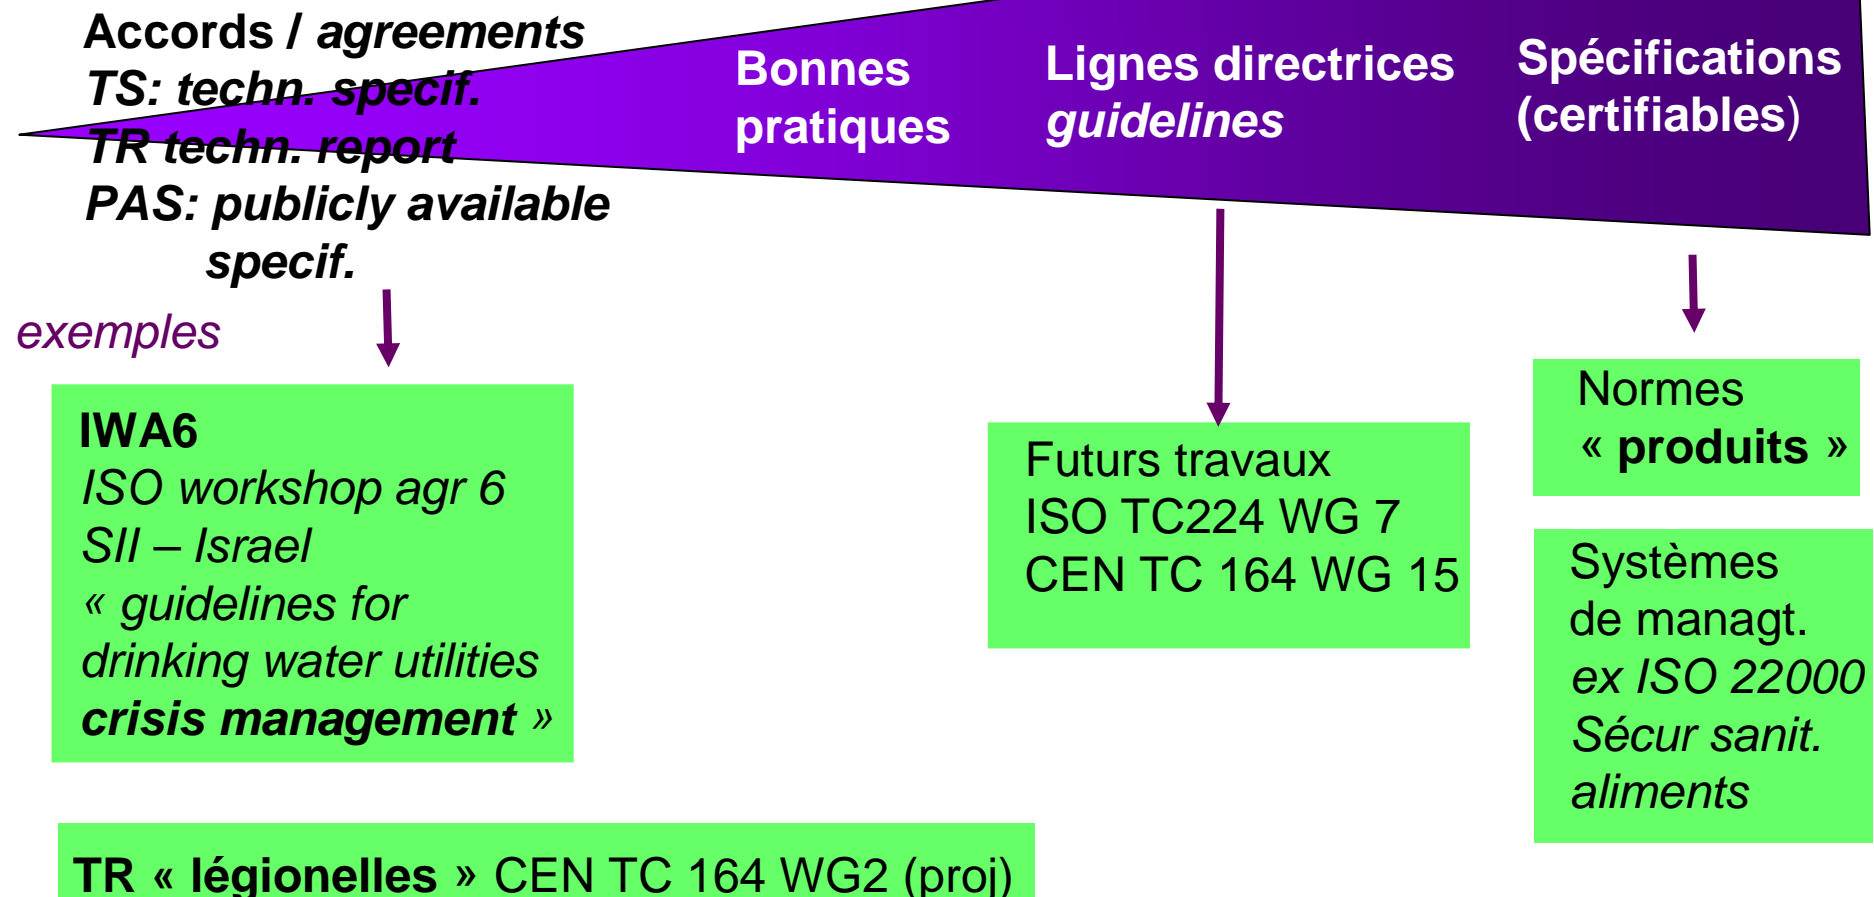 Accords / agreements
TS: techn. specif.
TR techn. report
PAS: publicly available
specif.
Bonnes
pratiques
Lignes directrices
guidelines
Spécifications
(certifiables)
exemples
IWA6
ISO workshop agr 6
SII – Israel
« guidelines for
drinking water utilities
crisis management »
Futurs travaux
ISO TC224 WG 7
CEN TC 164 WG 15
Normes
« produits »
Systèmes
de managt.
ex ISO 22000
Sécur sanit.
aliments
TR « légionelles » CEN TC 164 WG2 (proj)